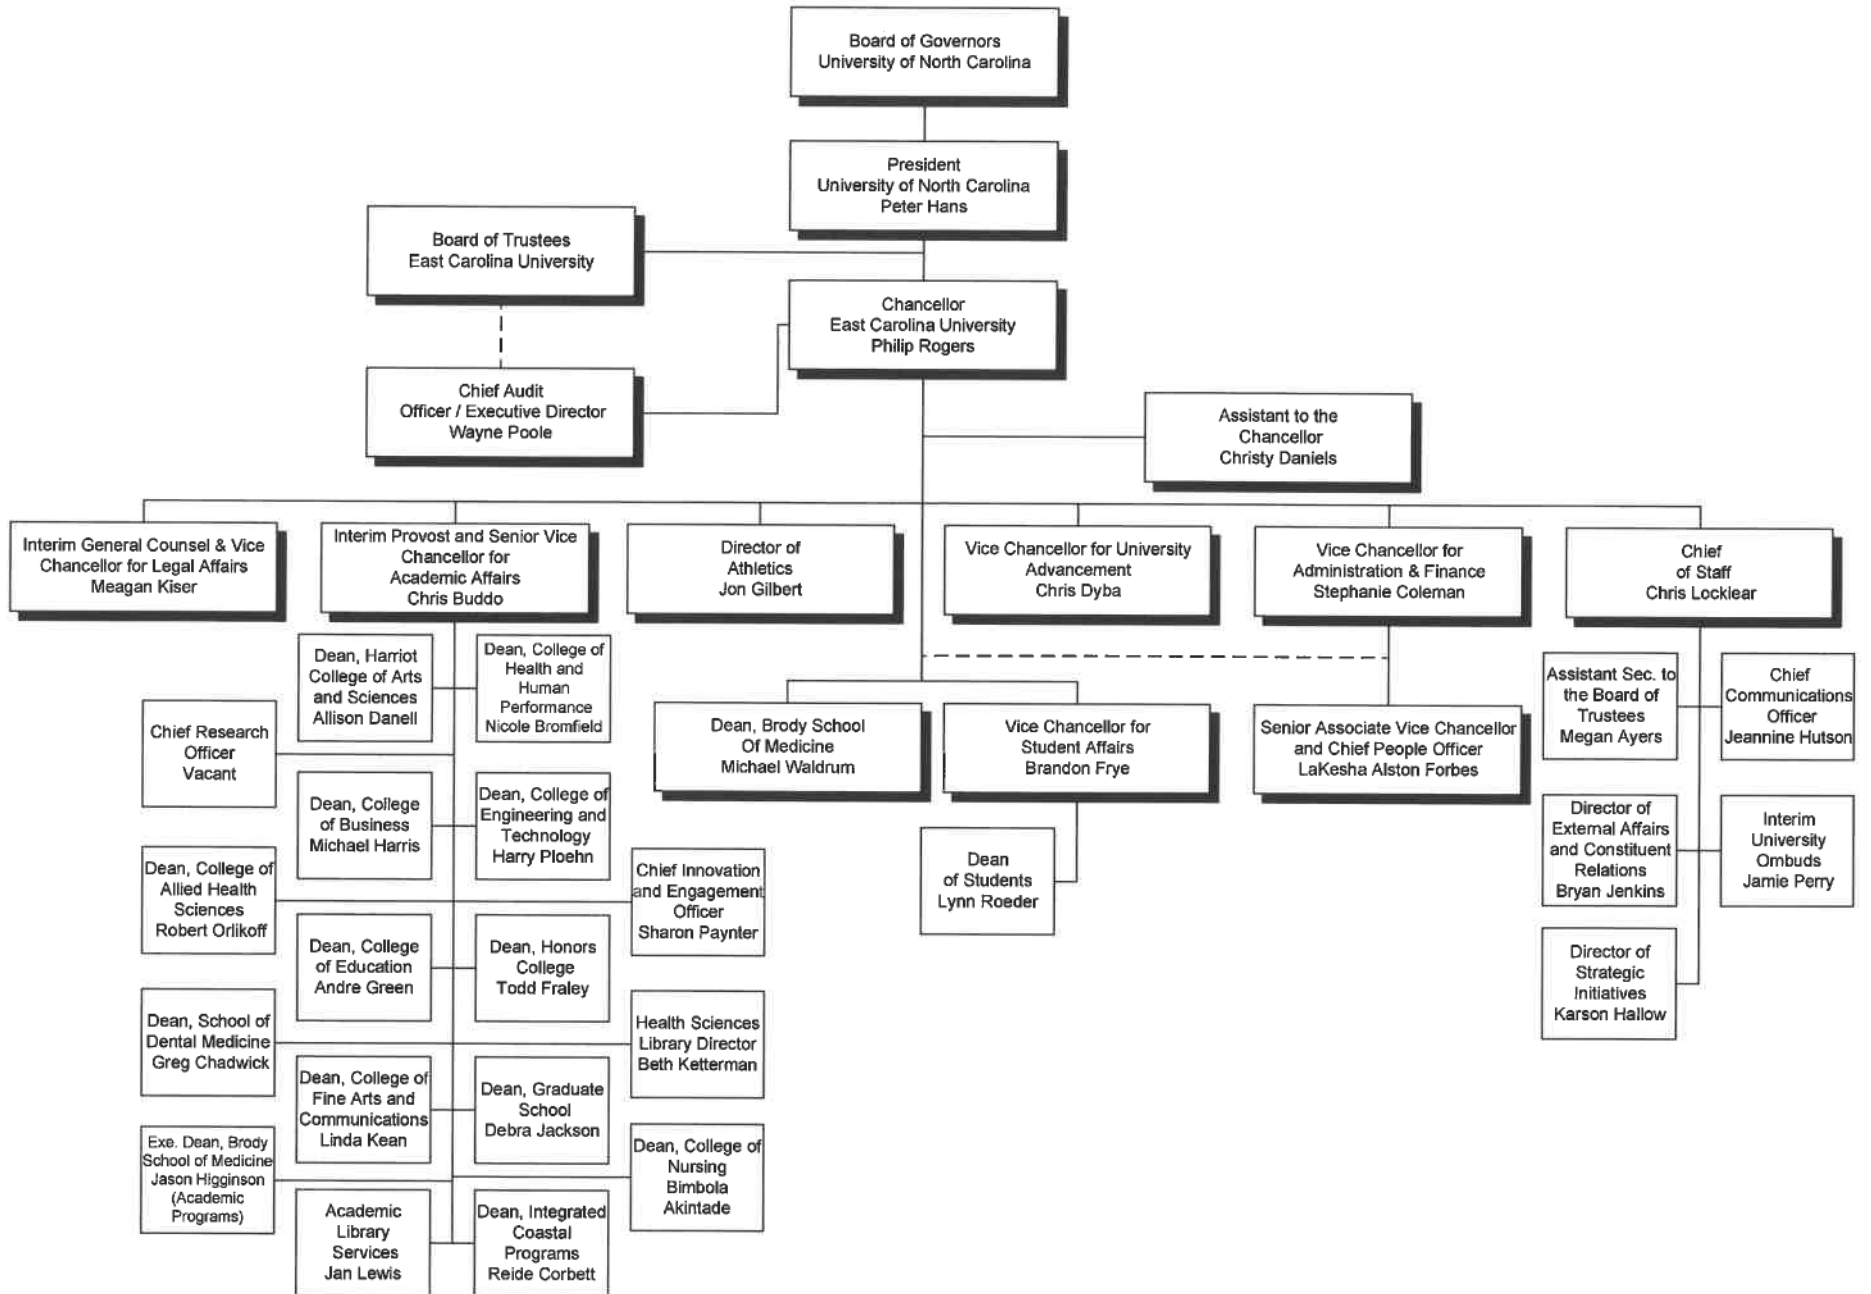 Board of Governors
University of North Carolina
President
University of North Carolina
Peter Hans
Board of Trustees
East Carolina University
Chancellor
East Carolina University
Philip Rogers
Chief Audit
Officer / Executive Director
Wayne Poole
Assistant to the
Chancellor
Christy Daniels
Interim General Counsel & Vice
Chancellor for Legal Affairs
Meagan Kiser
Interim Provost and Senior Vice
Chancellor for
Academic Affairs
Chris Buddo
Director of
Athletics
Jon Gilbert
Vice Chancellor for University
Advancement
Chris Dyba
Vice Chancellor for
Administration & Finance
Stephanie Coleman
Chief
of Staff
Chris Locklear
Dean, Harriot
College of Arts
and Sciences
Allison Danell
Dean, College of
Health and
Human
Performance
Nicole Bromfield
Chief Research
Officer
Vacant
Dean, College
of Business
Michael Harris
Dean, College of
Engineering and
Technology
Harry Ploehn
Dean, College of
Allied Health
Sciences
Robert Orlikoff
Chief Innovation
and Engagement
Officer
Sharon Paynter
Dean, College
of Education
Andre Green
Dean, Honors
College
Todd Fraley
Dean, School of
Dental Medicine
Greg Chadwick
Health Sciences
Library Director
Beth Ketterman
Dean, College of
Fine Arts and
Communications
Linda Kean
Dean, Graduate
School
Debra Jackson
Exe. Dean, Brody
School of Medicine
Jason Higginson
(Academic
Programs)
Dean, College of
Nursing
Bimbola
Akintade
Academic
Library
Services
Jan Lewis
Dean, Integrated
Coastal
Programs
Reide Corbett
Dean, Brody School
Of Medicine
Michael Waldrum
Vice Chancellor for
Student Affairs
Brandon Frye
Dean
of Students
Lynn Roeder
Senior Associate Vice Chancellor
and Chief People Officer
LaKesha Alston Forbes
Assistant Sec. to
the Board of
Trustees
Megan Ayers
Chief
Communications
Officer
Jeannine Hutson
Director of
External Affairs
and Constituent
Relations
Bryan Jenkins
Interim
University
Ombuds
Jamie Perry
Director of
Strategic
Initiatives
Karson Hallow